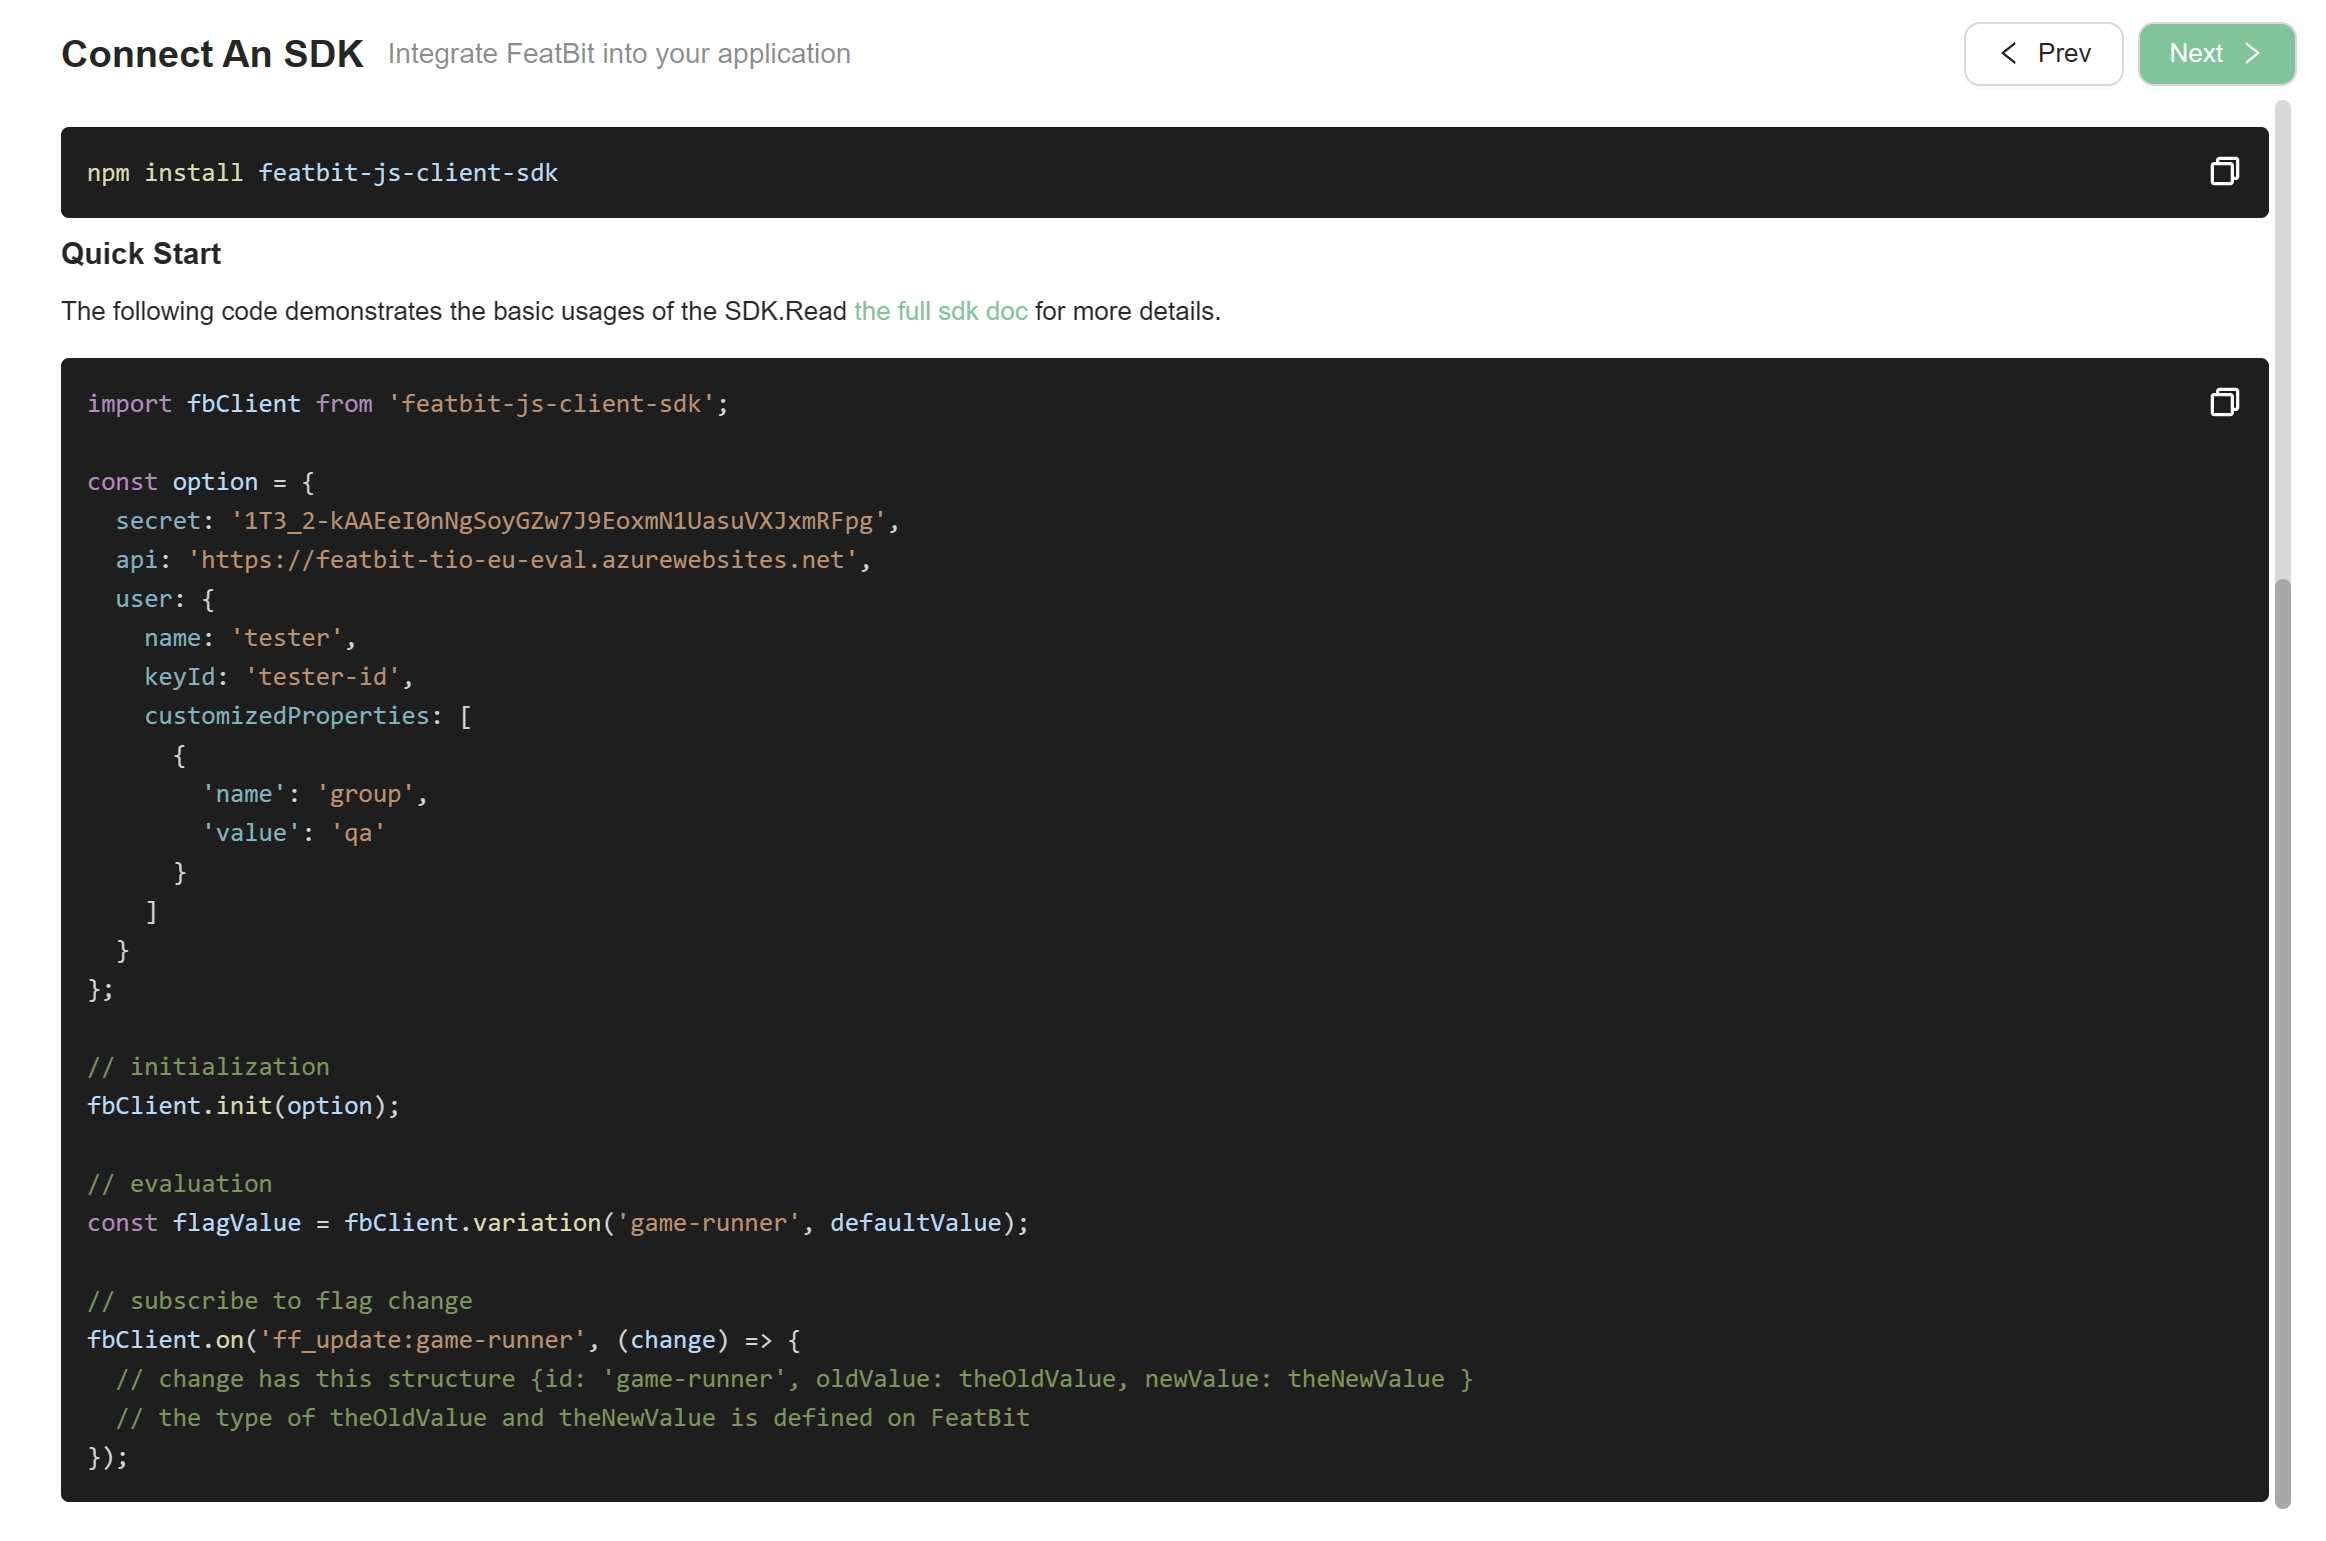 Connect An SDK Integrate FeatBit into your application
Prev
Next
npm install featbit-js-client-sdk
Quick Start
The following code demonstrates the basic usages of the SDK.Read the full sdk doc for more details.
import fbClient from 'featbit-js-client-sdk';
const option = {
  secret: '1T3_2-kAAEeI0nNgSoyGZw7J9EoxmN1UasuVXJxmRFpg',
  api: 'https://featbit-tio-eu-eval.azurewebsites.net',
  user: {
    name: 'tester',
    keyId: 'tester-id',
    customizedProperties: [
      {
        'name': 'group',
        'value': 'qa'
      }
    ]
  }
};
// initialization
fbClient.init(option);
// evaluation
const flagValue = fbClient.variation('game-runner', defaultValue);
// subscribe to flag change
fbClient.on('ff_update:game-runner', (change) => {
  // change has this structure {id: 'game-runner', oldValue: theOldValue, newValue: theNewValue }
  // the type of theOldValue and theNewValue is defined on FeatBit
});